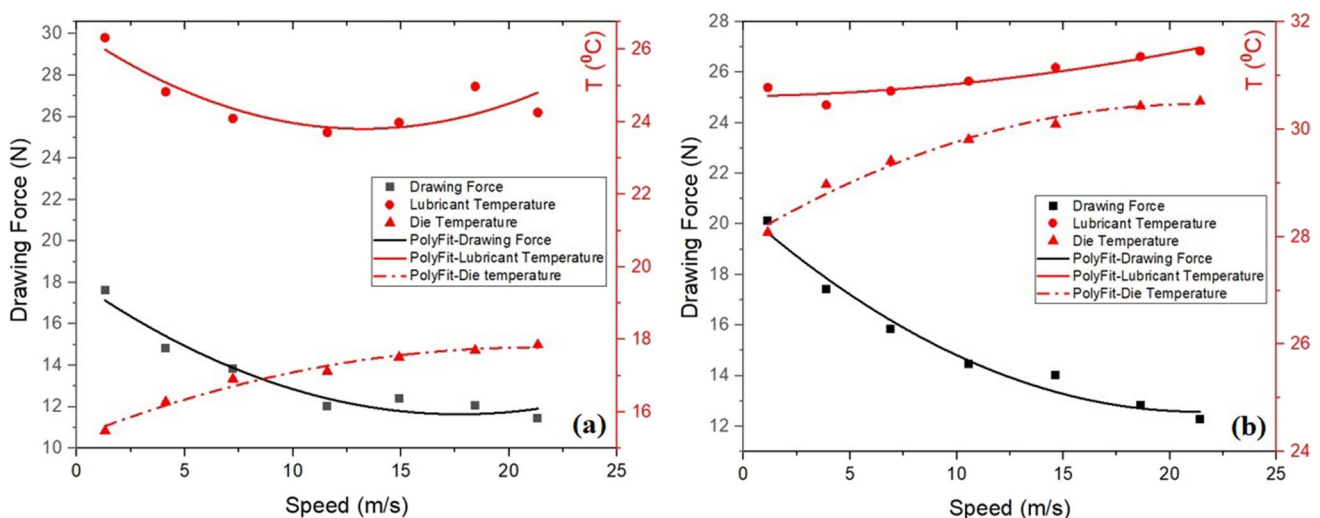 30
28
26
24
22
20
18
16
14
12
10
Drawing Force (N)
0
5
10
15
20
25
Speed (m/s)
26
24
22
20
18
16
T (⁰C)
Drawing Force
Lubricant Temperature
Die Temperature
PolyFit-Drawing Force
PolyFit-Lubricant Temperature
PolyFit-Die temperature
(a)
28
26
24
22
20
18
16
14
12
Drawing Force (N)
0
5
10
15
20
25
Speed (m/s)
32
30
28
26
24
T (⁰C)
Drawing Force
Lubricant Temperature
Die Temperature
PolyFit-Drawing Force
PolyFit-Lubricant Temperature
PolyFit-Die Temperature
(b)